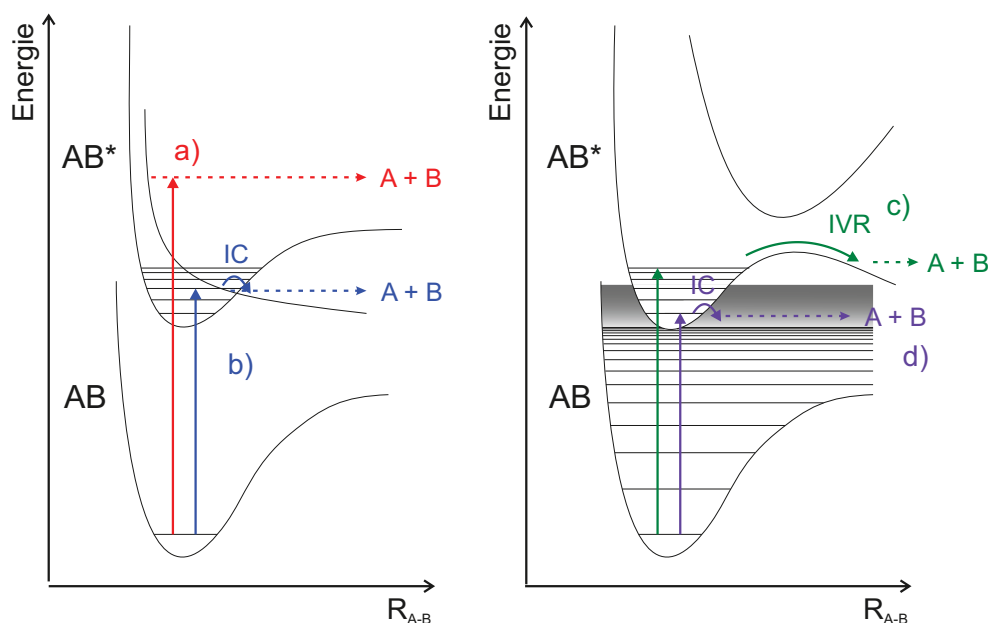 Energie
AB*
a)
A + B
IC
A + B
b)
AB
R_A-B
Energie
AB*
c)
IVR
A + B
IC
A + B
d)
AB
R_A-B